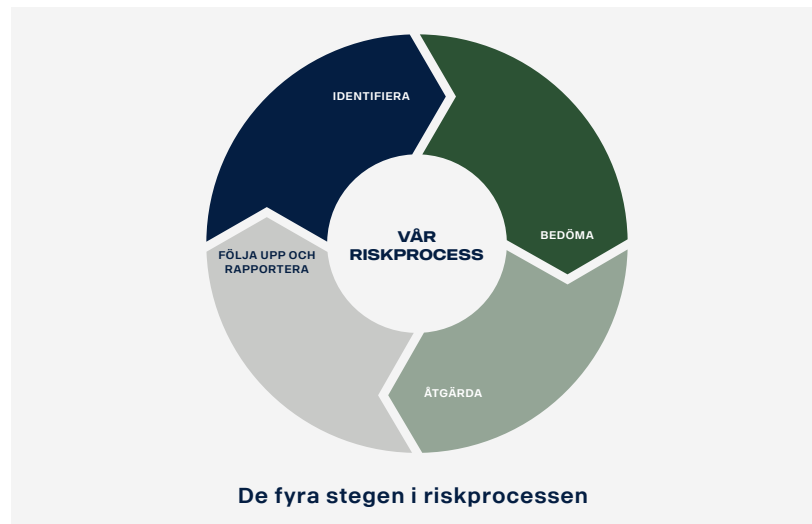 IDENTIFIERA
BEDÖMA
VÅR
RISKPROCESS
FÖLJA UPP OCH
RAPPORTERA
ÅTGÄRDA
De fyra stegen i riskprocessen